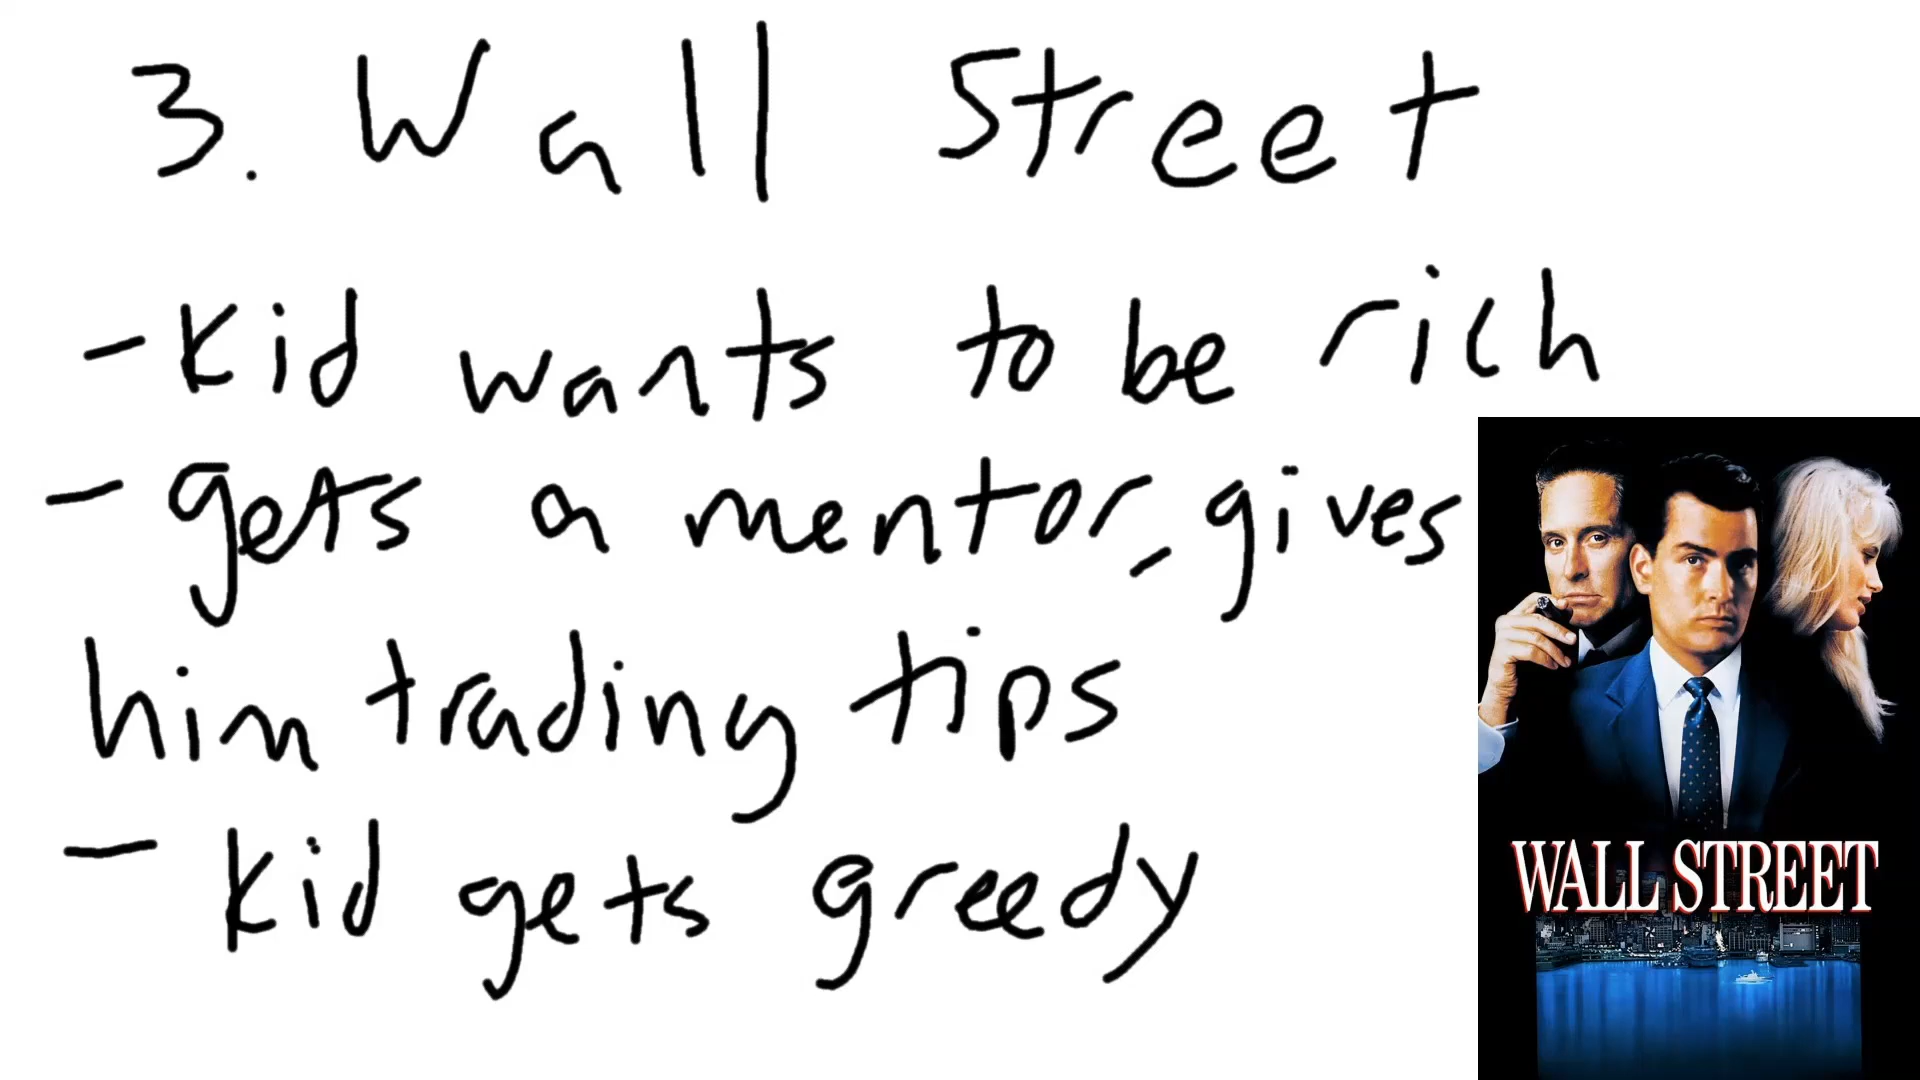 3. Wall Street
- Kid wants to be rich
- gets a mentor, gives
him trading tips
- Kid gets greedy
WALL STREET